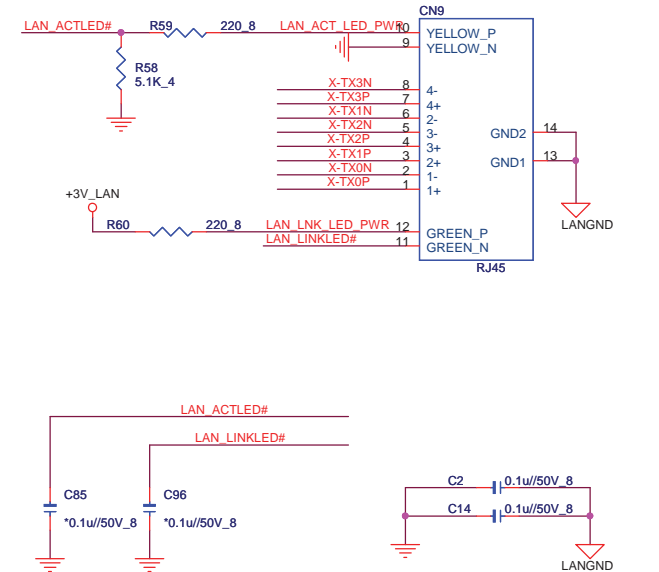 CN9
LAN_ACTLED# R59 220_8 LAN_ACT_LED_PWR 10 YELLOW_P
9 YELLOW_N
R58
5.1K_4
X-TX3N 8 4-
X-TX3P 7 4+
X-TX1N 6 2-
X-TX2N 5 3-
X-TX2P 4 3+
X-TX1P 3 2+
X-TX0N 2 1-
X-TX0P 1 1+
GND2 14
GND1 13
+3V_LAN
LANGND
R60 220_8 LAN_LNK_LED_PWR 12 GREEN_P
LAN_LINKLED# 11 GREEN_N
RJ45
LAN_ACTLED#
LAN_LINKLED#
C85
*0.1u//50V_8
C96
*0.1u//50V_8
C2 0.1u//50V_8
C14 0.1u//50V_8
LANGND